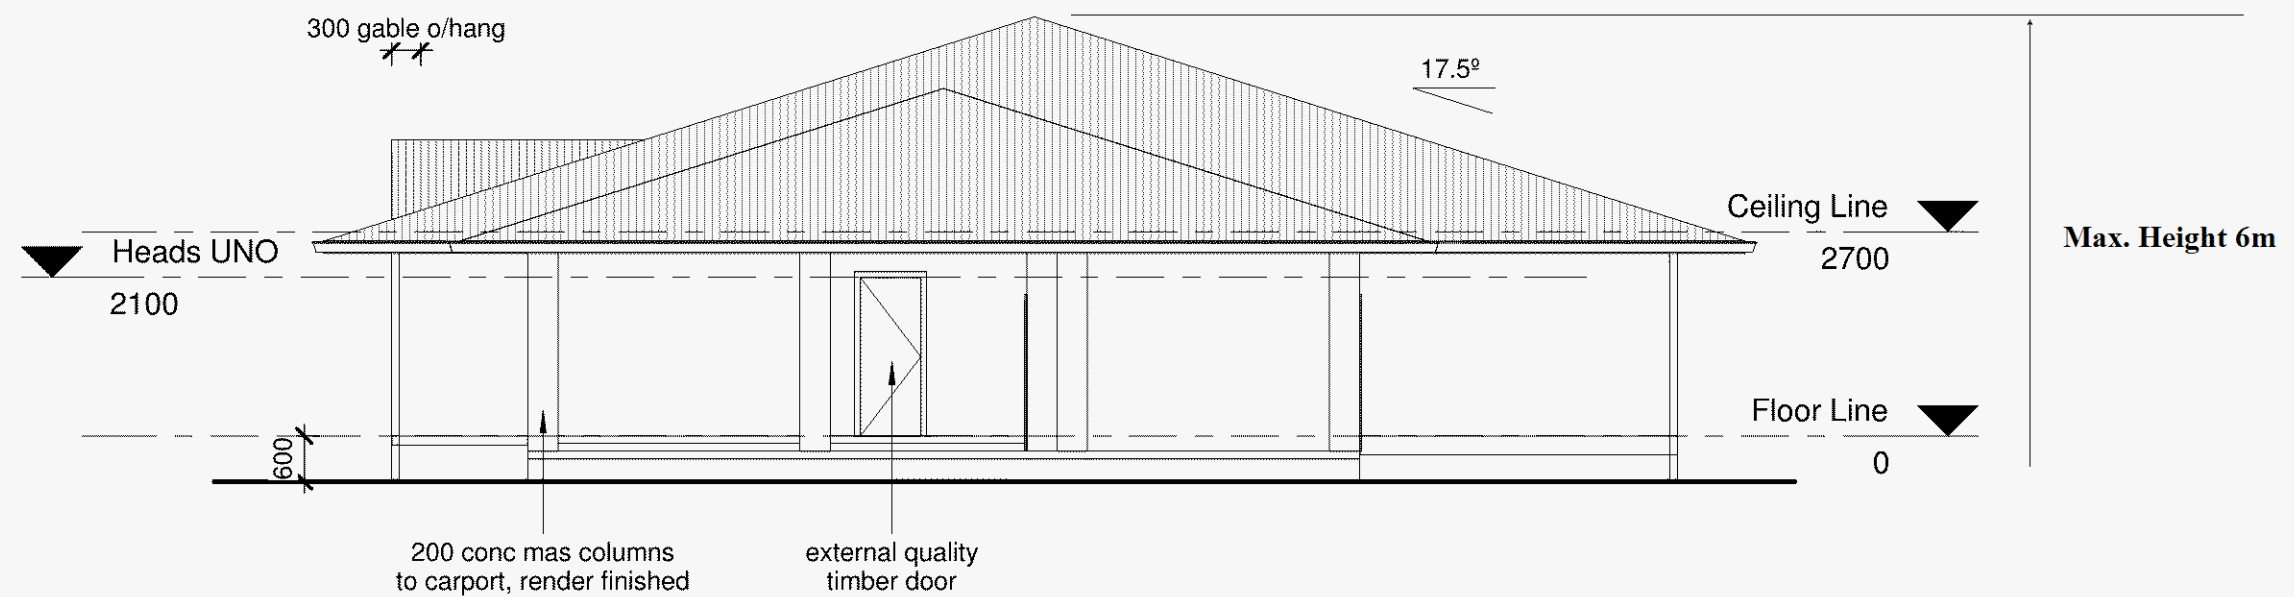 300 gable o/hang
17.5º
Ceiling Line
2700
Max. Height 6m
Heads UNO
2100
Floor Line
0
600
200 conc mas columns
to carport, render finished
external quality
timber door